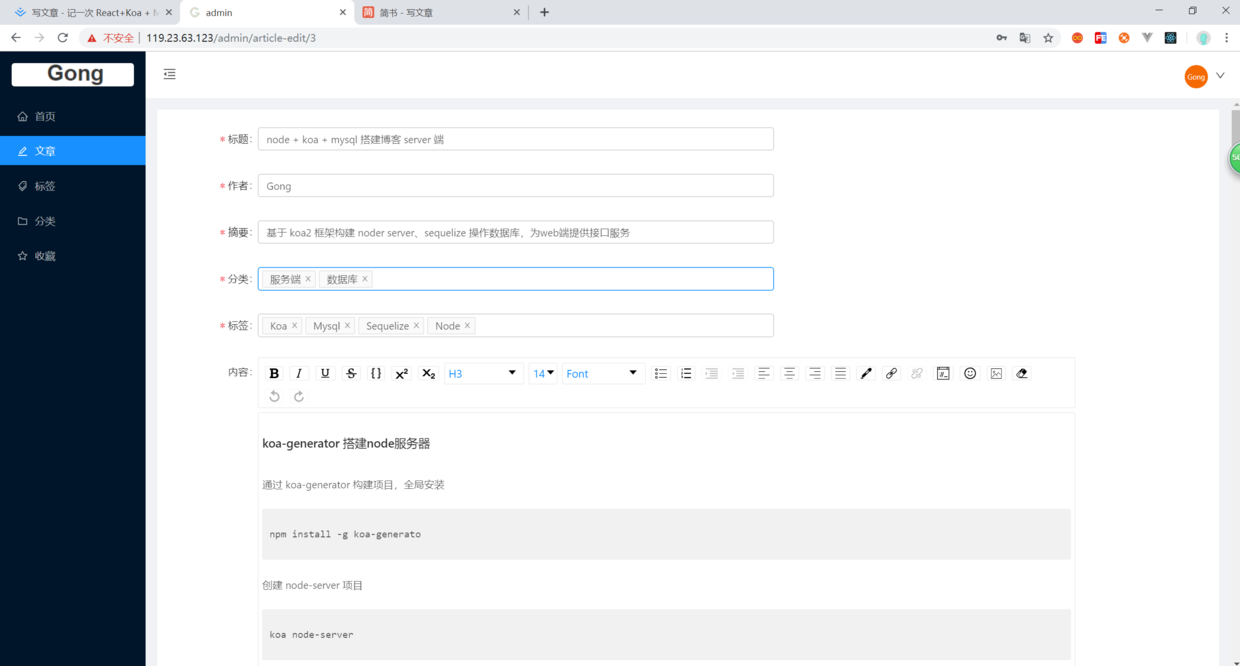 写文章 - 记一次 React+Koa +
admin
简书 - 写文章
不安全 | 119.23.63.123/admin/article-edit/3
Gong
Gong
首页
文章
标签
分类
收藏
* 标题: node + koa + mysql 搭建博客 server 端
* 作者: Gong
* 摘要: 基于 koa2 框架构建 noder server、sequelize 操作数据库，为web端提供接口服务
* 分类: 服务端 × 数据库 ×
* 标签: Koa × Mysql × Sequelize × Node ×
内容: B I U S {} x² x₂ H3 14 Font
koa-generator 搭建node服务器
通过 koa-generator 构建项目，全局安装
npm install -g koa-generato
创建 node-server 项目
koa node-server